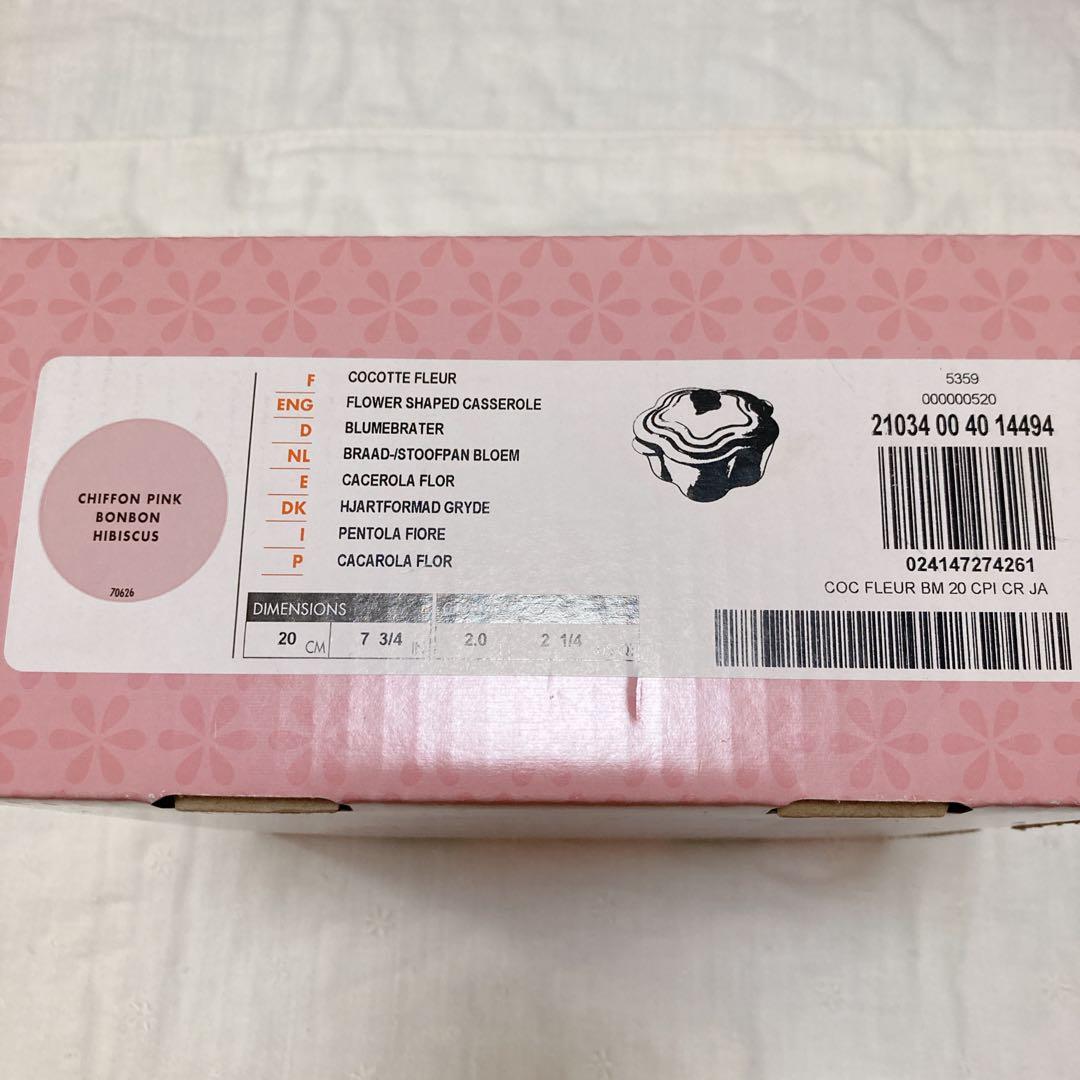 CHIFFON PINK
BONBON
HIBISCUS
70626
F COCOTTE FLEUR
ENG FLOWER SHAPED CASSEROLE
D BLUMEBRATER
NL BRAAD-/STOOFPAN BLOEM
E CACEROLA FLOR
DK HJARTFORMAD GRYDE
I PENTOLA FIORE
P CACAROLA FLOR
DIMENSIONS
20 CM 7 3/4 IN 2.0 2 1/4
5359
000000520
21034 00 40 14494
024147274261
COC FLEUR BM 20 CPI CR JA